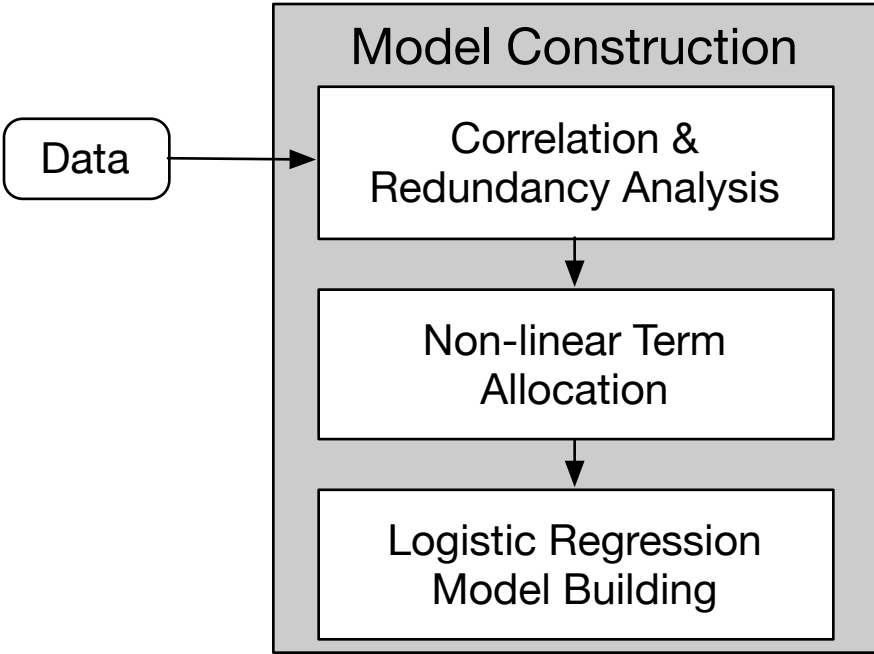 Model Construction
Data
Correlation &
Redundancy Analysis
Non-linear Term
Allocation
Logistic Regression
Model Building